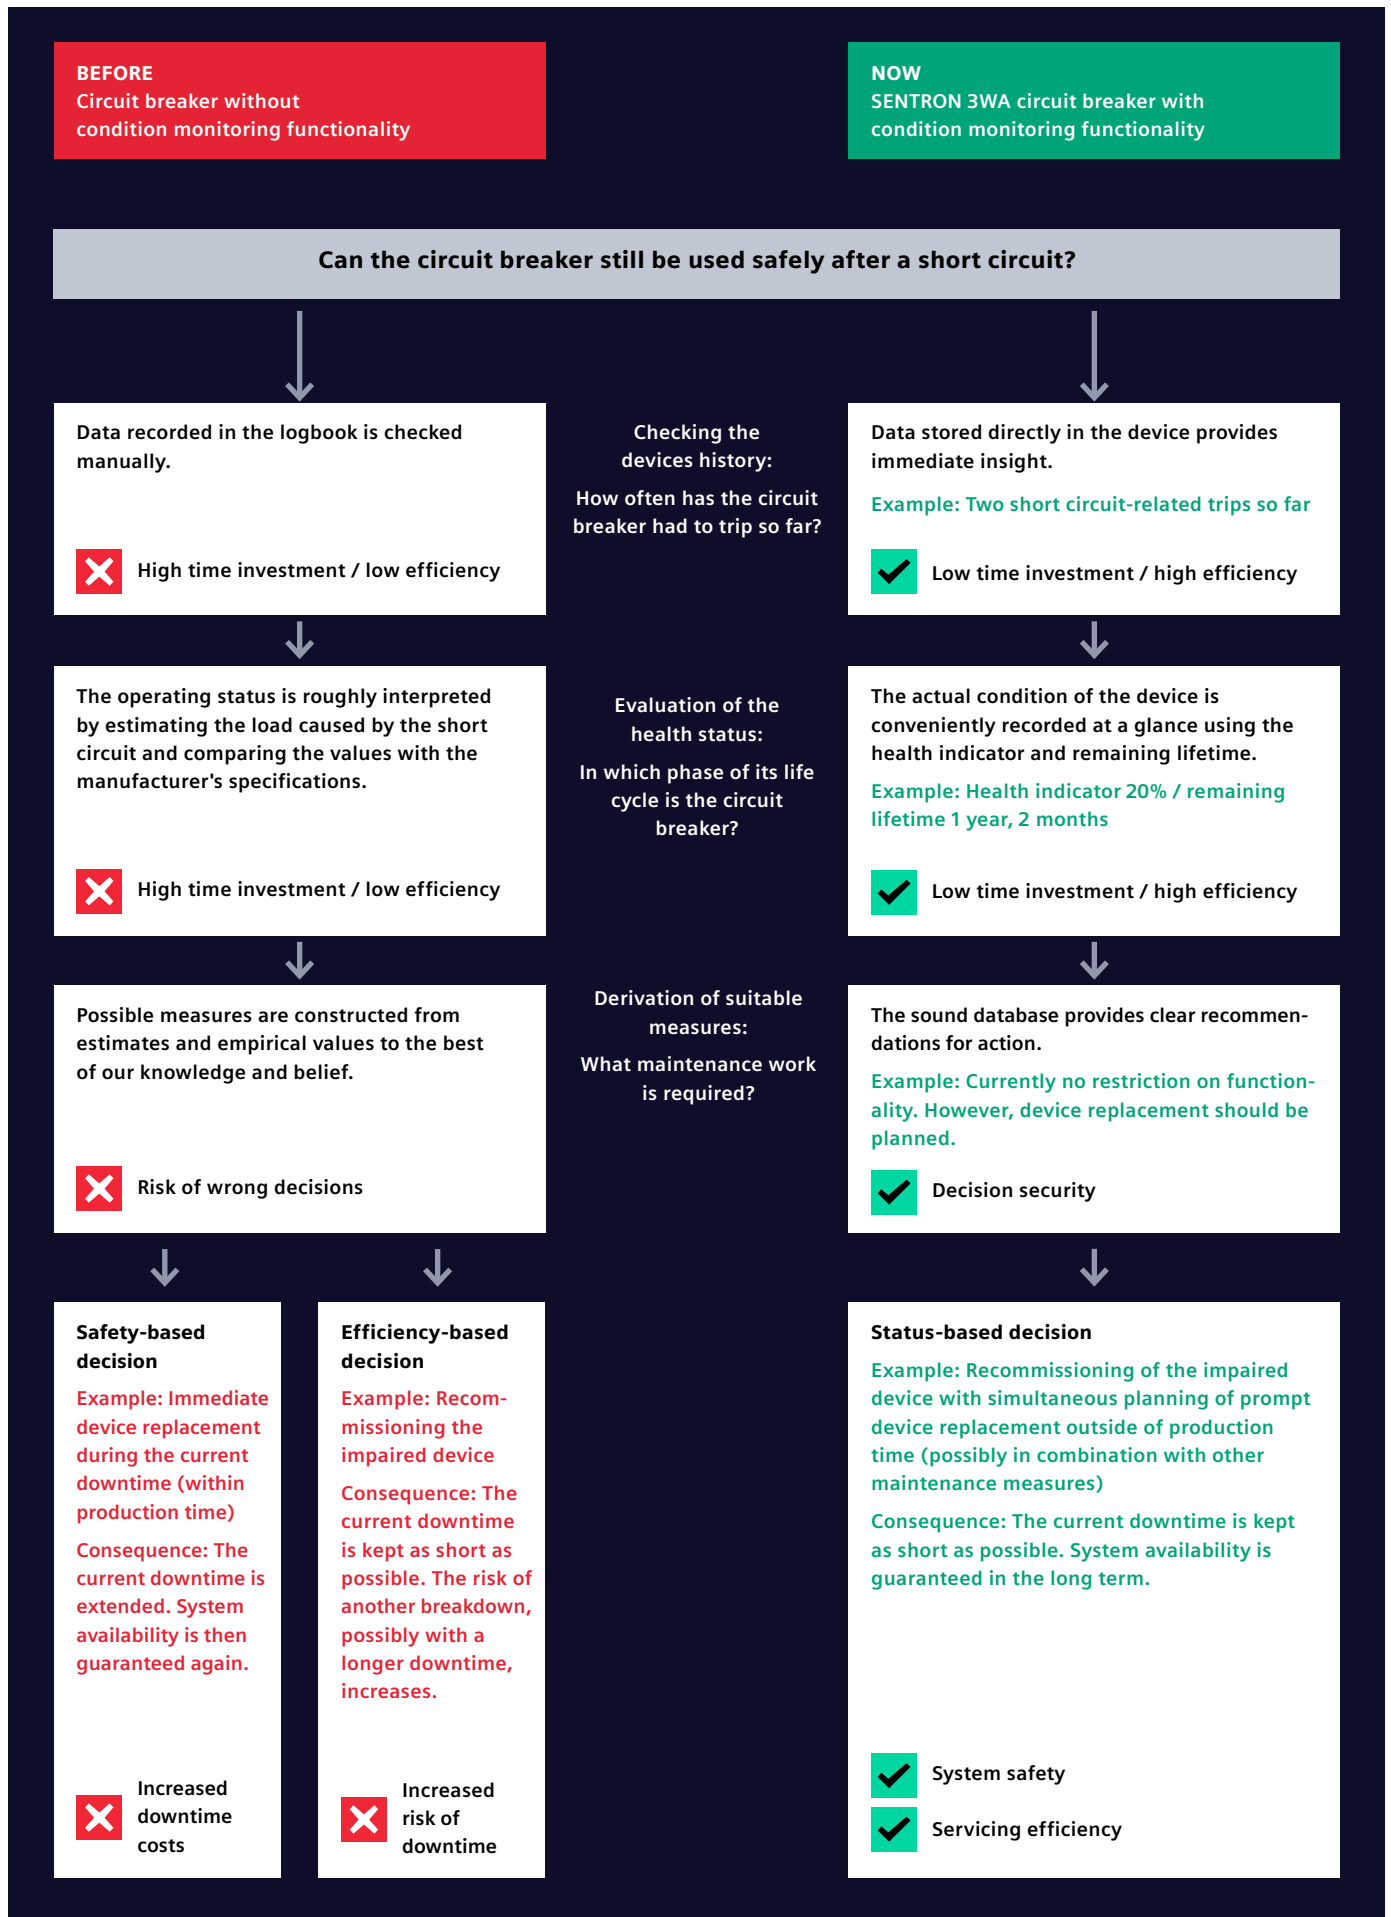 BEFORE
Circuit breaker without
condition monitoring functionality
NOW
SENTRON 3WA circuit breaker with
condition monitoring functionality
Can the circuit breaker still be used safely after a short circuit?
Data recorded in the logbook is checked
manually.
High time investment / low efficiency
Checking the
devices history:
How often has the circuit
breaker had to trip so far?
Data stored directly in the device provides
immediate insight.
Example: Two short circuit-related trips so far
Low time investment / high efficiency
The operating status is roughly interpreted
by estimating the load caused by the short
circuit and comparing the values with the
manufacturer's specifications.
High time investment / low efficiency
Evaluation of the
health status:
In which phase of its life
cycle is the circuit
breaker?
The actual condition of the device is
conveniently recorded at a glance using the
health indicator and remaining lifetime.
Example: Health indicator 20% / remaining
lifetime 1 year, 2 months
Low time investment / high efficiency
Possible measures are constructed from
estimates and empirical values to the best
of our knowledge and belief.
Risk of wrong decisions
Derivation of suitable
measures:
What maintenance work
is required?
The sound database provides clear recommen-
dations for action.
Example: Currently no restriction on function-
ality. However, device replacement should be
planned.
Decision security
Safety-based
decision
Example: Immediate
device replacement
during the current
downtime (within
production time)
Consequence: The
current downtime is
extended. System
availability is then
guaranteed again.
Increased
downtime
costs
Efficiency-based
decision
Example: Recom-
missioning the
impaired device
Consequence: The
current downtime
is kept as short as
possible. The risk of
another breakdown,
possibly with a
longer downtime,
increases.
Increased
risk of
downtime
Status-based decision
Example: Recommissioning of the impaired
device with simultaneous planning of prompt
device replacement outside of production
time (possibly in combination with other
maintenance measures)
Consequence: The current downtime is kept
as short as possible. System availability is
guaranteed in the long term.
System safety
Servicing efficiency